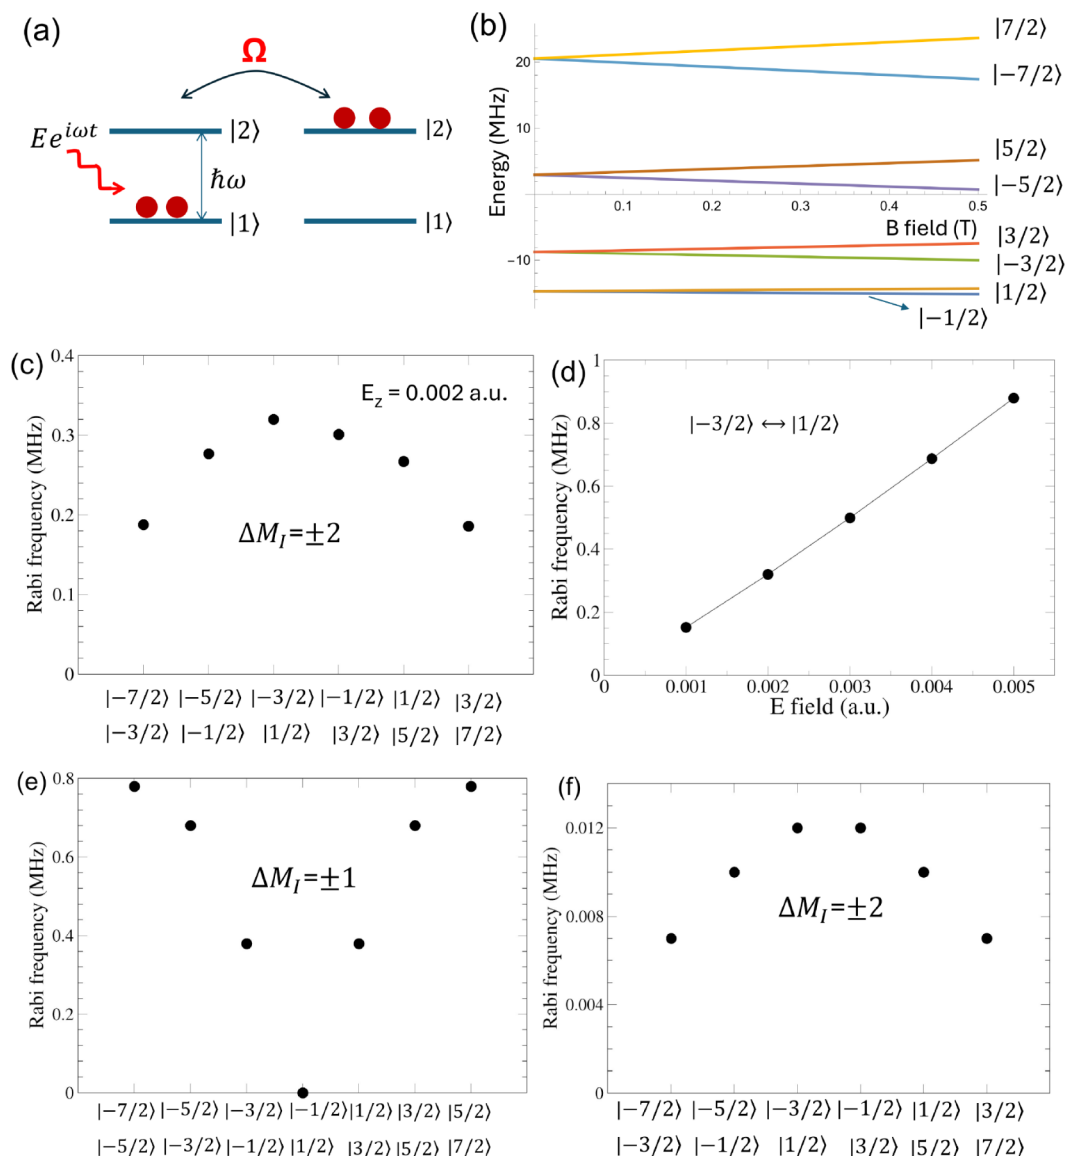 (a)
Ω
|2⟩
|2⟩
Ee^{iωt}
ħω
|1⟩
|1⟩
(b)
Energy (MHz)
20
−10
0.1
0.2
0.3
0.4
0.5
B field (T)
|7/2⟩
|−7/2⟩
|5/2⟩
|−5/2⟩
|3/2⟩
|−3/2⟩
|1/2⟩
|−1/2⟩
(c)
Rabi frequency (MHz)
0.4
0.3
0.2
0.1
0
E_z = 0.002 a.u.
ΔM_I=±2
|−7/2⟩ |−5/2⟩ |−3/2⟩ |−1/2⟩ |1/2⟩ |3/2⟩
|−3/2⟩ |−1/2⟩ |1/2⟩ |3/2⟩ |5/2⟩ |7/2⟩
(d)
Rabi frequency (MHz)
1
0.8
0.6
0.4
0.2
0
|−3/2⟩ ↔ |1/2⟩
0 0.001 0.002 0.003 0.004 0.005
E field (a.u.)
(e)
Rabi frequency (MHz)
0.8
0.6
0.4
0.2
0
ΔM_I=±1
|−7/2⟩ |−5/2⟩ |−3/2⟩ |−1/2⟩ |1/2⟩ |3/2⟩ |5/2⟩
|−5/2⟩ |−3/2⟩ |−1/2⟩ |1/2⟩ |3/2⟩ |5/2⟩ |7/2⟩
(f)
Rabi frequency (MHz)
0.012
0.008
0.004
0
ΔM_I=±2
|−7/2⟩ |−5/2⟩ |−3/2⟩ |−1/2⟩ |1/2⟩ |3/2⟩
|−3/2⟩ |−1/2⟩ |1/2⟩ |3/2⟩ |5/2⟩ |7/2⟩